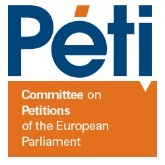 Péti
Committee on
Petitions
of the European
Parliament